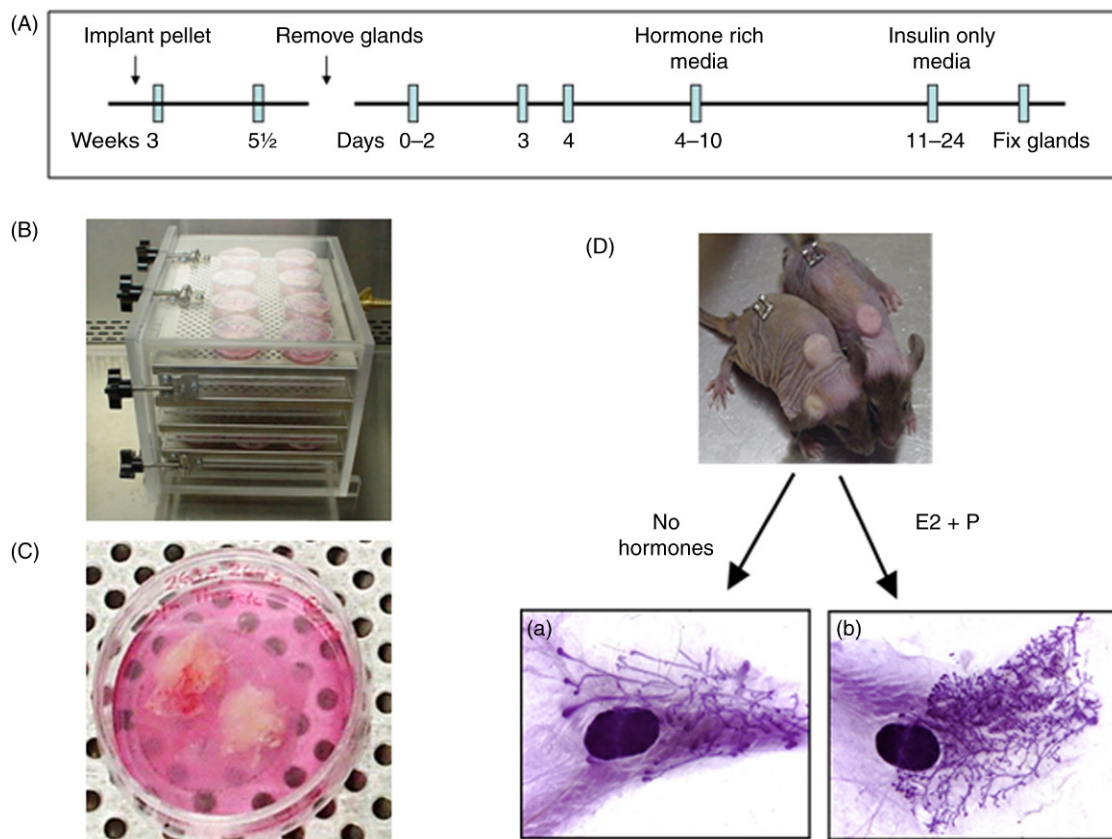 (A)
Implant pellet
Remove glands
Hormone rich
media
Insulin only
media
Weeks 3
5½
Days
0–2
3
4
4–10
11–24
Fix glands
(B)
(C)
(D)
No
hormones
E2 + P
(a)
(b)